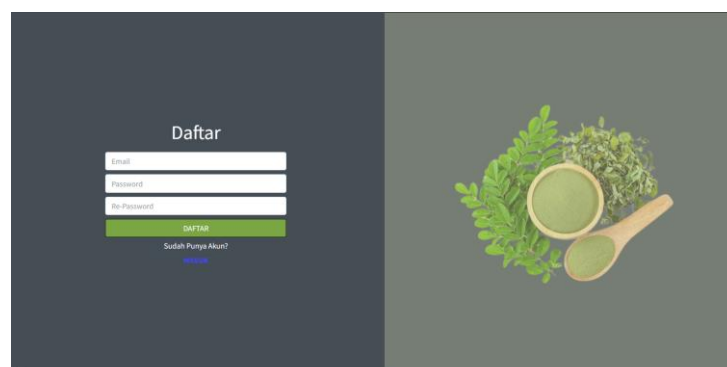 Daftar
Email
Password
Re-Password
DAFTAR
Sudah Punya Akun?